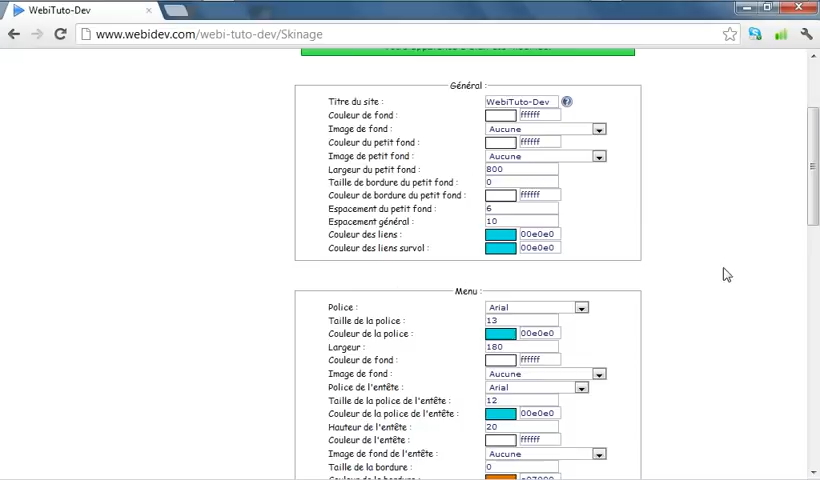 WebiTuto-Dev
www.webidev.com/webi-tuto-dev/Skinage
Général :
Titre du site : WebiTuto-Dev
Couleur de fond : ffffff
Image de fond : Aucune
Couleur du petit fond : ffffff
Image de petit fond : Aucune
Largeur du petit fond : 800
Taille de bordure du petit fond : 0
Couleur de bordure du petit fond : ffffff
Espacement du petit fond : 6
Espacement général : 10
Couleur des liens : 00e0e0
Couleur des liens survol : 00e0e0
Menu :
Police : Arial
Taille de la police : 13
Couleur de la police : 00e0e0
Largeur : 180
Couleur de fond : ffffff
Image de fond : Aucune
Police de l'entête : Arial
Taille de la police de l'entête : 12
Couleur de la police de l'entête : 00e0e0
Hauteur de l'entête : 20
Couleur de l'entête : ffffff
Image de fond de l'entête : Aucune
Taille de la bordure : 0
Couleur de la bordure :